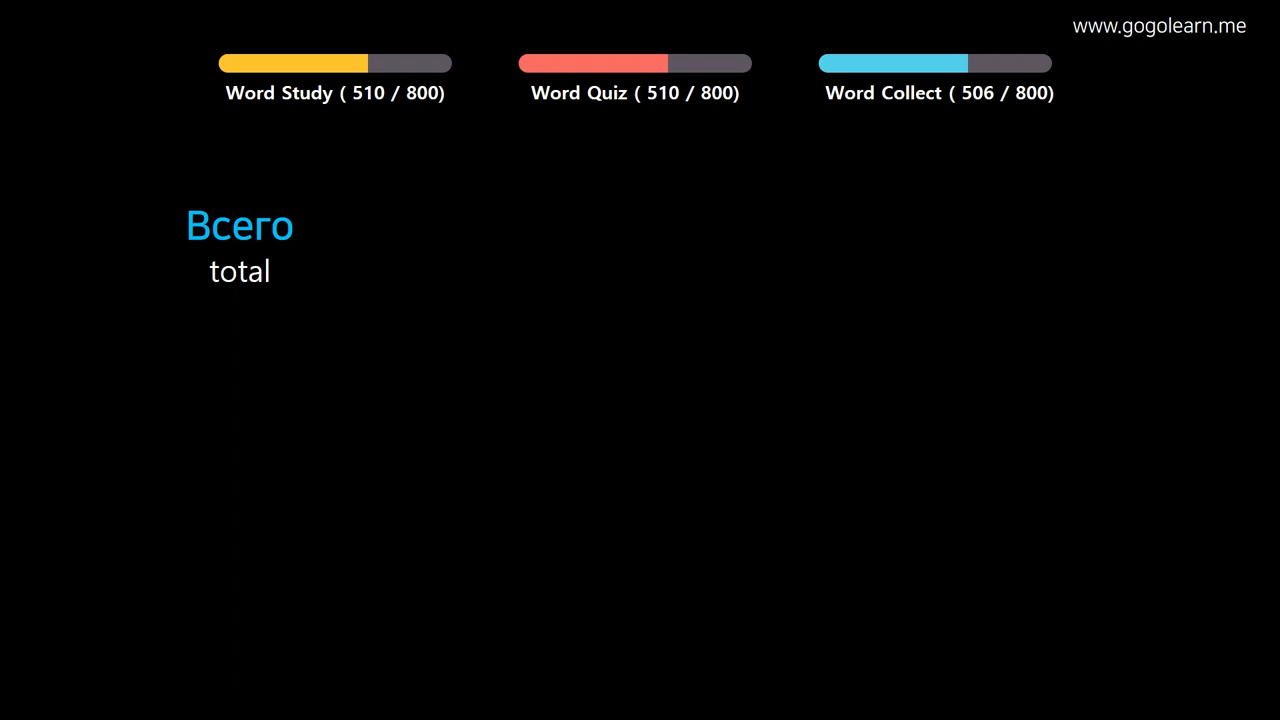 www.gogolearn.me
Word Study ( 510 / 800)
Word Quiz ( 510 / 800)
Word Collect ( 506 / 800)
Всего
total